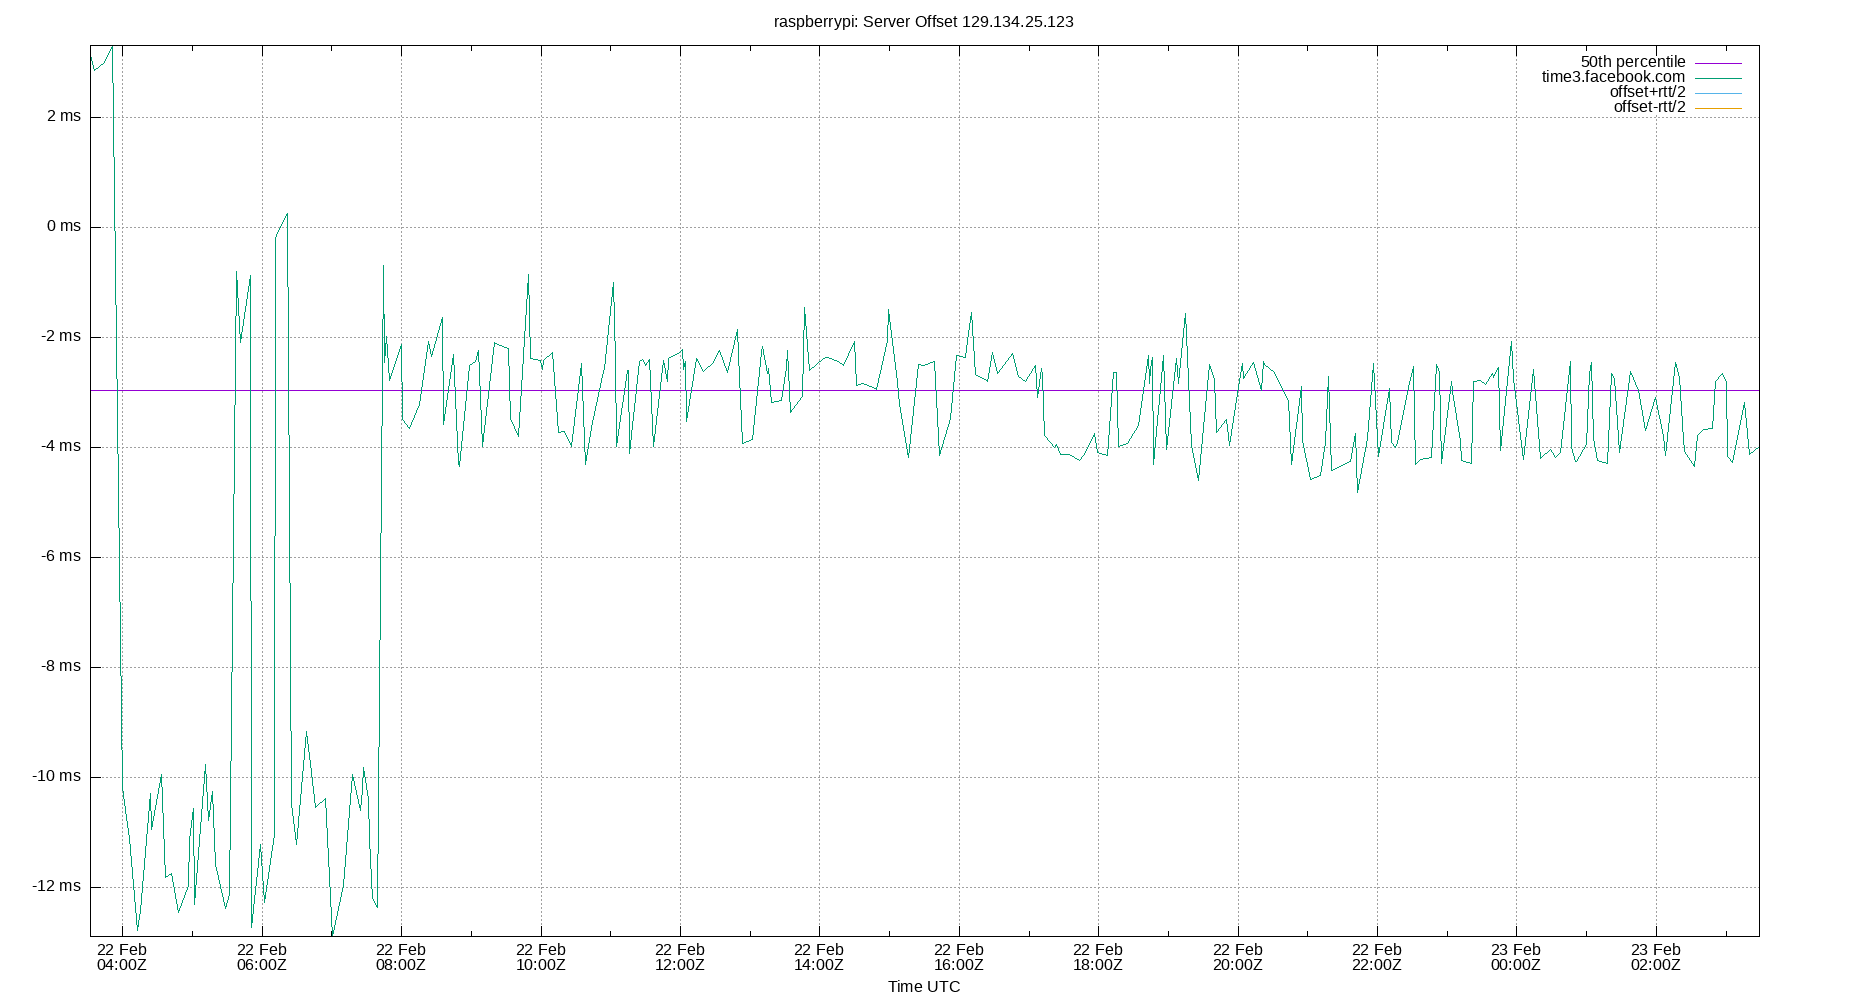 raspberrypi: Server Offset 129.134.25.123
50th percentile
time3.facebook.com
offset+rtt/2
offset-rtt/2
2 ms
0 ms
-2 ms
-4 ms
-6 ms
-8 ms
-10 ms
-12 ms
22 Feb 22 Feb 22 Feb 22 Feb 22 Feb 22 Feb 22 Feb 22 Feb 22 Feb 22 Feb 23 Feb 23 Feb
04:00Z 06:00Z 08:00Z 10:00Z 12:00Z 14:00Z 16:00Z 18:00Z 20:00Z 22:00Z 00:00Z 02:00Z
Time UTC